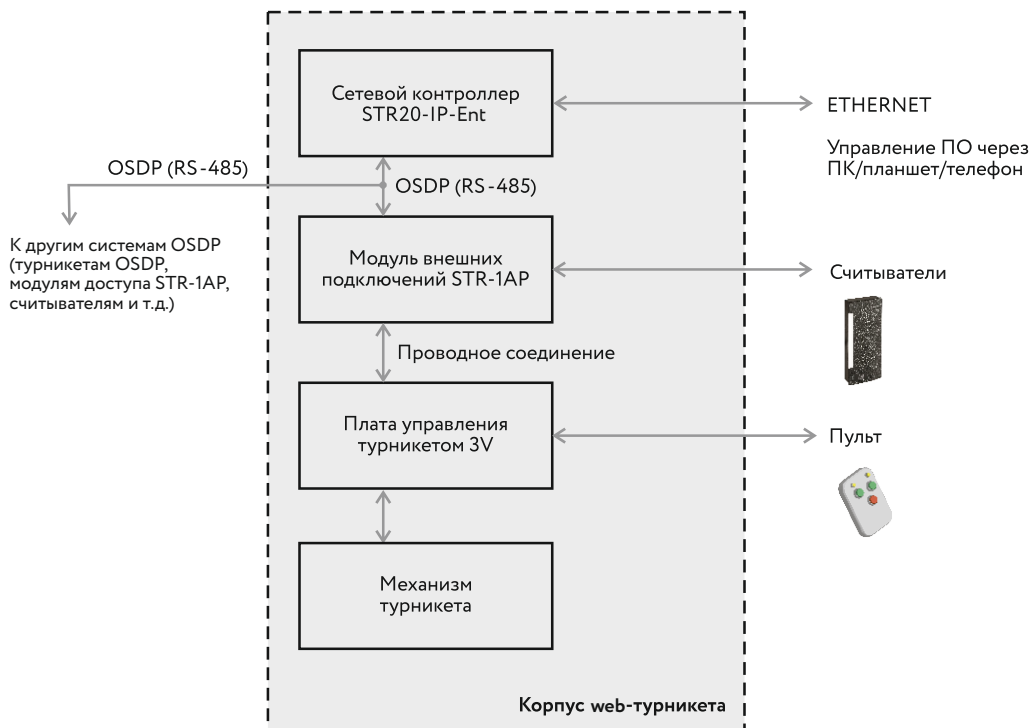 Сетевой контроллер
STR20-IP-Ent
ETHERNET
Управление ПО через
ПК/планшет/телефон
OSDP (RS-485)
OSDP (RS-485)
К другим системам OSDP
(турникетам OSDP,
модулям доступа STR-1AP,
считывателям и т.д.)
Модуль внешних
подключений STR-1AP
Считыватели
Проводное соединение
Плата управления
турникетом 3V
Пульт
Механизм
турникета
Корпус web-турникета